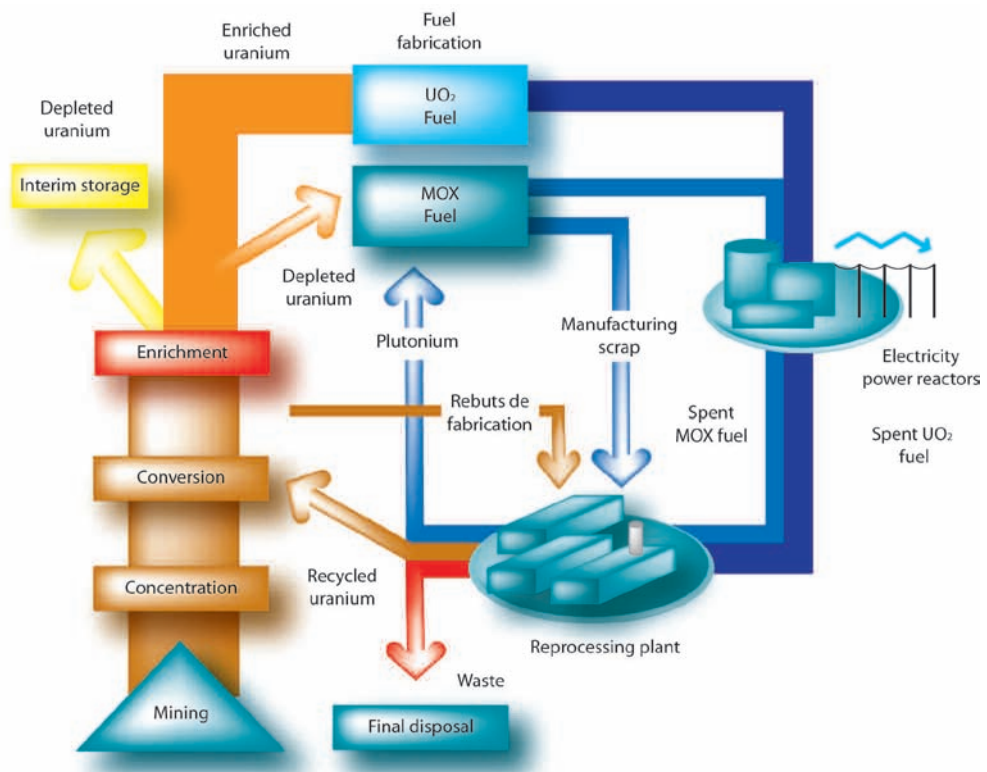 Enriched
uranium
Fuel
fabrication
UO₂
Fuel
Depleted
uranium
Interim storage
MOX
Fuel
Depleted
uranium
Plutonium
Manufacturing
scrap
Enrichment
Electricity
power reactors
Rebuts de
fabrication
Spent
MOX fuel
Spent UO₂
fuel
Conversion
Recycled
uranium
Concentration
Reprocessing plant
Waste
Mining
Final disposal